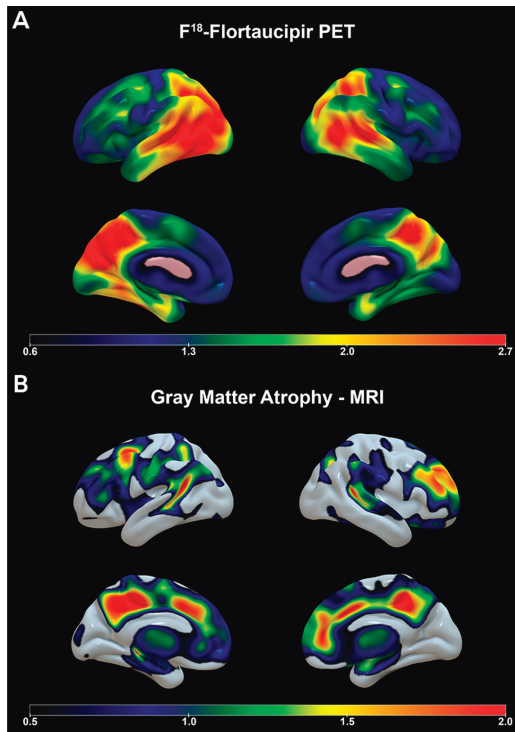 A
F¹⁸-Flortaucipir PET
0.6 1.3 2.0 2.7
B
Gray Matter Atrophy - MRI
0.5 1.0 1.5 2.0